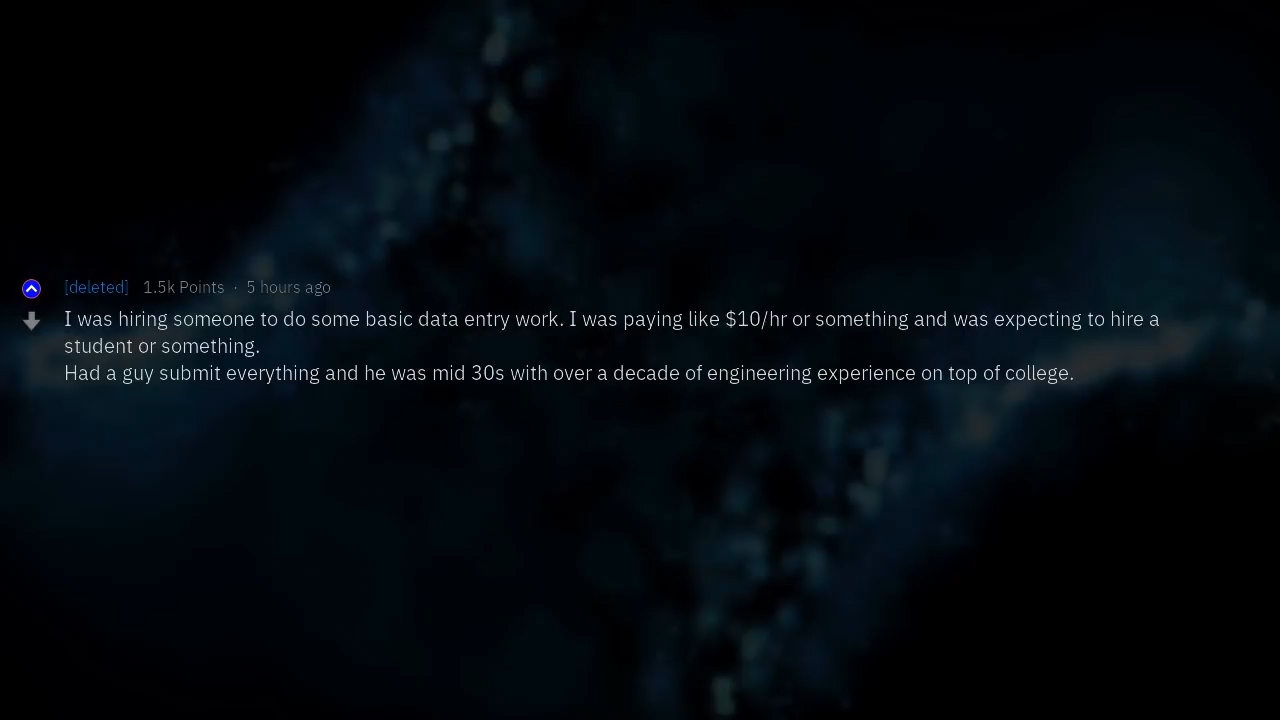 [deleted] 1.5k Points · 5 hours ago
I was hiring someone to do some basic data entry work. I was paying like $10/hr or something and was expecting to hire a
student or something.
Had a guy submit everything and he was mid 30s with over a decade of engineering experience on top of college.